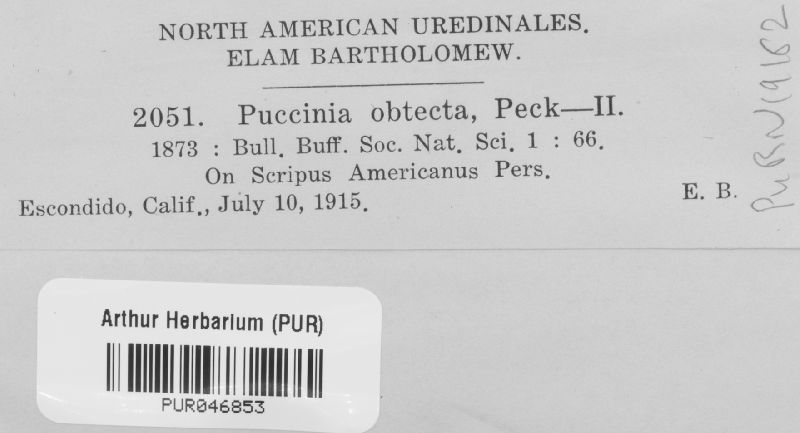 NORTH AMERICAN UREDINALES.
ELAM BARTHOLOMEW.
2051. Puccinia obtecta, Peck—II.
1873 : Bull. Buff. Soc. Nat. Sci. 1 : 66.
On Scripus Americanus Pers.
Escondido, Calif., July 10, 1915. E. B.
PUR N19162
Arthur Herbarium (PUR)
PUR046853